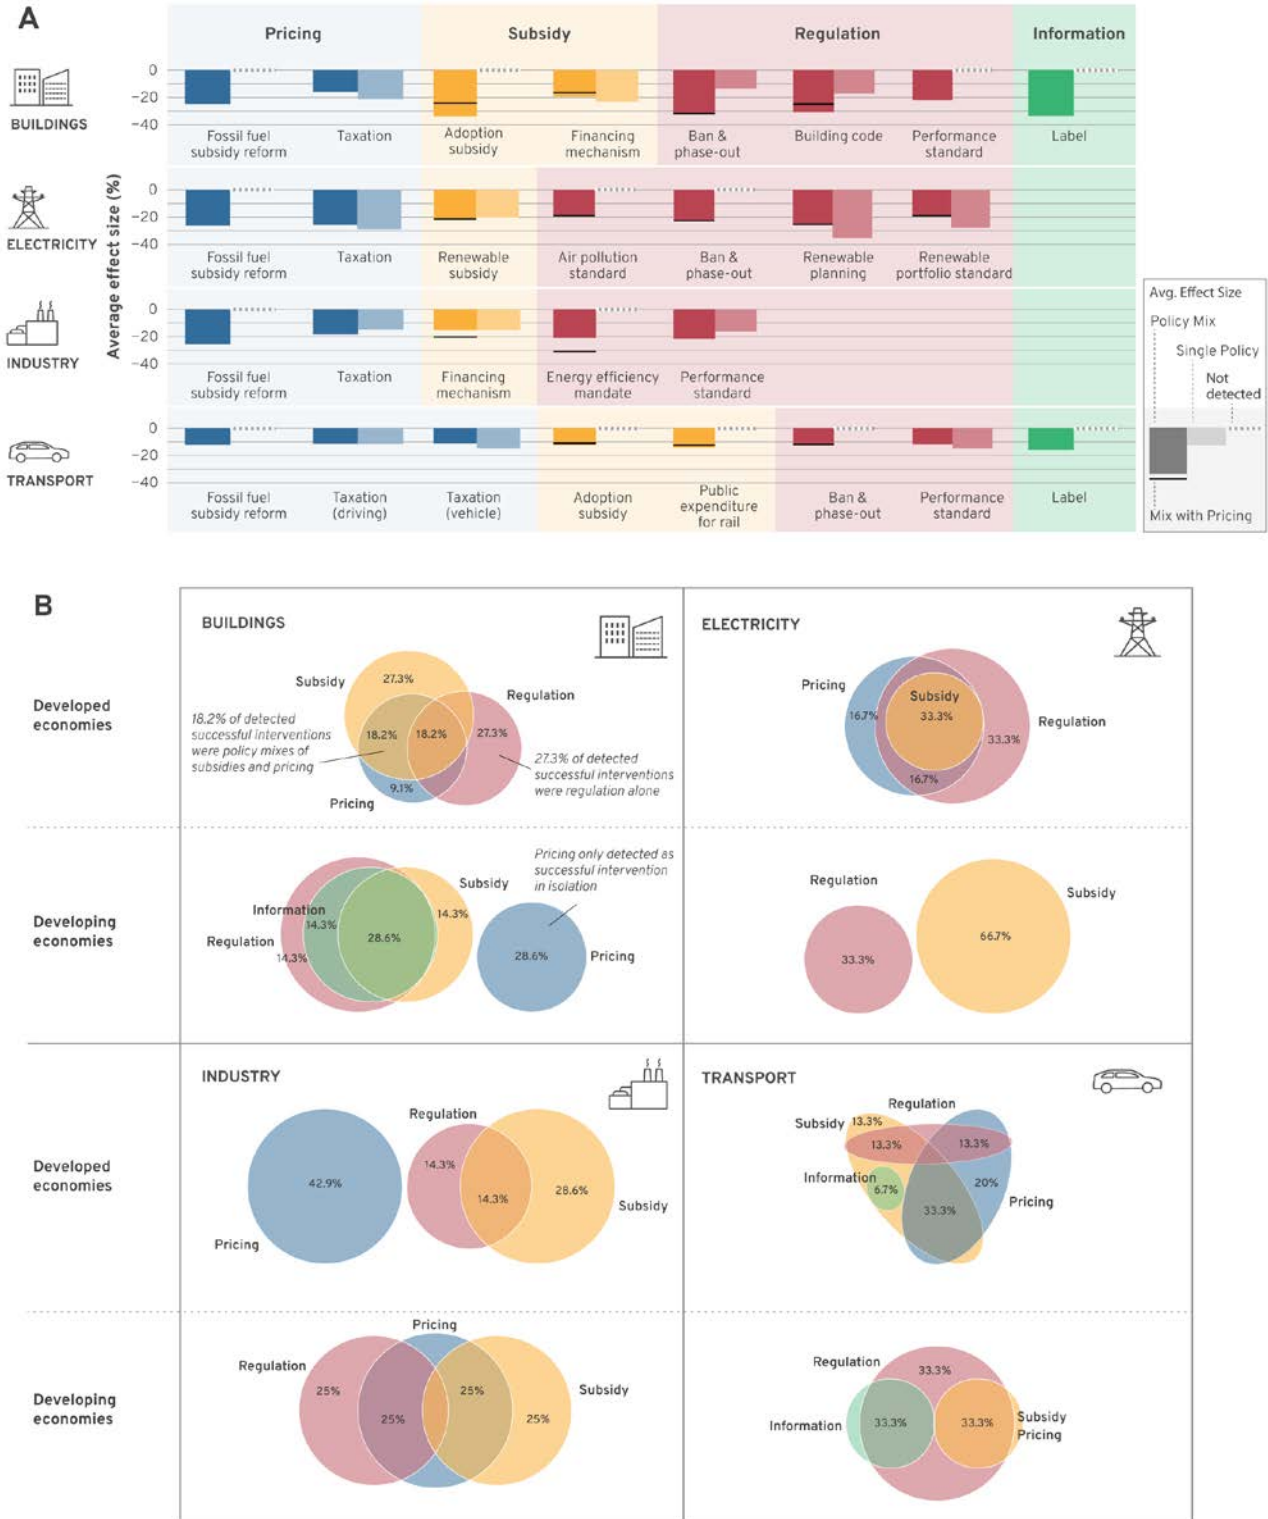 A
Pricing
Subsidy
Regulation
Information
Average effect size (%)
BUILDINGS
0
−20
−40
Fossil fuel
subsidy reform
Taxation
Adoption
subsidy
Financing
mechanism
Ban &
phase-out
Building code
Performance
standard
Label
ELECTRICITY
0
−20
−40
Fossil fuel
subsidy reform
Taxation
Renewable
subsidy
Air pollution
standard
Ban &
phase-out
Renewable
planning
Renewable
portfolio standard
INDUSTRY
0
−20
−40
Fossil fuel
subsidy reform
Taxation
Financing
mechanism
Energy efficiency
mandate
Performance
standard
TRANSPORT
0
−20
−40
Fossil fuel
subsidy reform
Taxation
(driving)
Taxation
(vehicle)
Adoption
subsidy
Public
expenditure
for rail
Ban &
phase-out
Performance
standard
Label
Avg. Effect Size
Policy Mix
Single Policy
Not
detected
Mix with Pricing
B
BUILDINGS
Developed
economies
Subsidy
27.3%
Regulation
18.2% of detected
successful interventions
were policy mixes of
subsidies and pricing
18.2%
18.2%
27.3%
27.3% of detected
successful interventions
were regulation alone
9.1%
Pricing
ELECTRICITY
Pricing
Subsidy
16.7%
33.3%
Regulation
33.3%
16.7%
Developing
economies
Information
14.3%
Regulation
14.3%
28.6%
Subsidy
14.3%
Pricing only detected as
successful intervention
in isolation
28.6%
Pricing
Regulation
33.3%
66.7%
Subsidy
INDUSTRY
Developed
economies
42.9%
Pricing
Regulation
14.3%
14.3%
28.6%
Subsidy
TRANSPORT
Regulation
Subsidy
13.3%
13.3%
13.3%
Information
6.7%
20%
Pricing
33.3%
Developing
economies
Pricing
Regulation
25%
25%
25%
25%
Subsidy
Regulation
33.3%
Information
33.3%
33.3%
Subsidy
Pricing